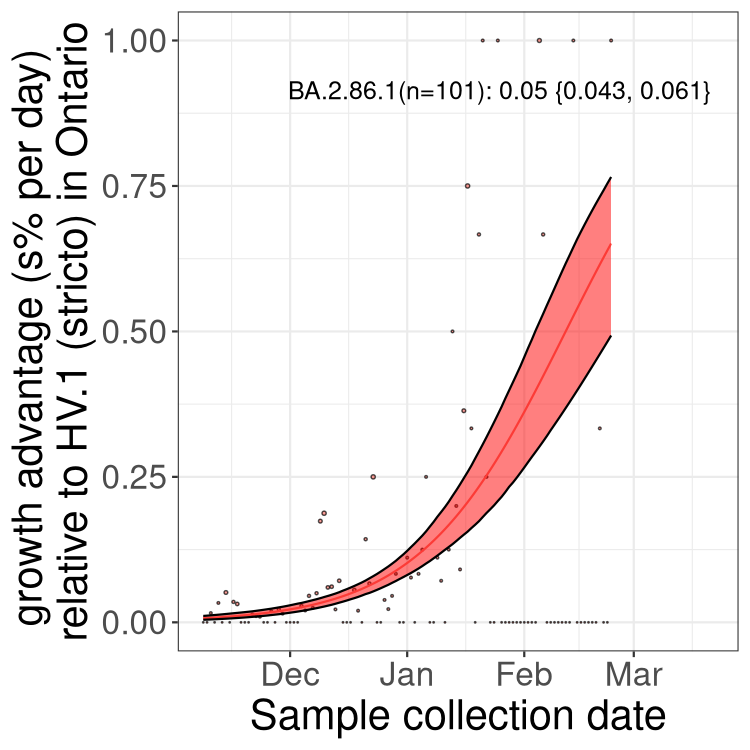 growth advantage (s% per day)
relative to HV.1 (stricto) in Ontario
1.00
0.75
0.50
0.25
0.00
BA.2.86.1(n=101): 0.05 {0.043, 0.061}
Dec Jan Feb Mar
Sample collection date